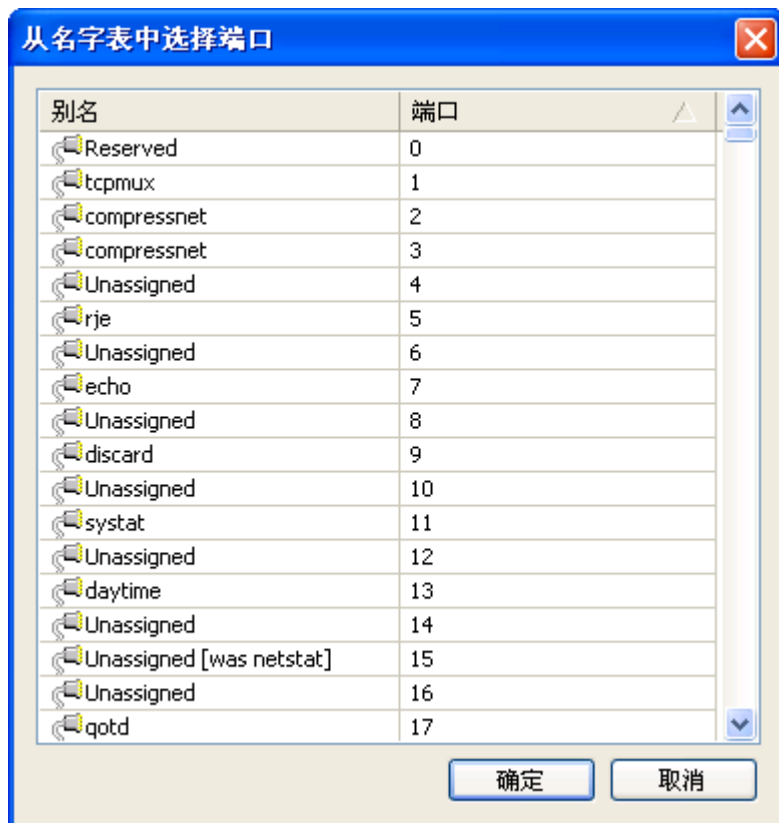 从名字表中选择端口
别名 端口
Reserved 0
tcpmux 1
compressnet 2
compressnet 3
Unassigned 4
rje 5
Unassigned 6
echo 7
Unassigned 8
discard 9
Unassigned 10
systat 11
Unassigned 12
daytime 13
Unassigned 14
Unassigned [was netstat] 15
Unassigned 16
qotd 17
确定 取消